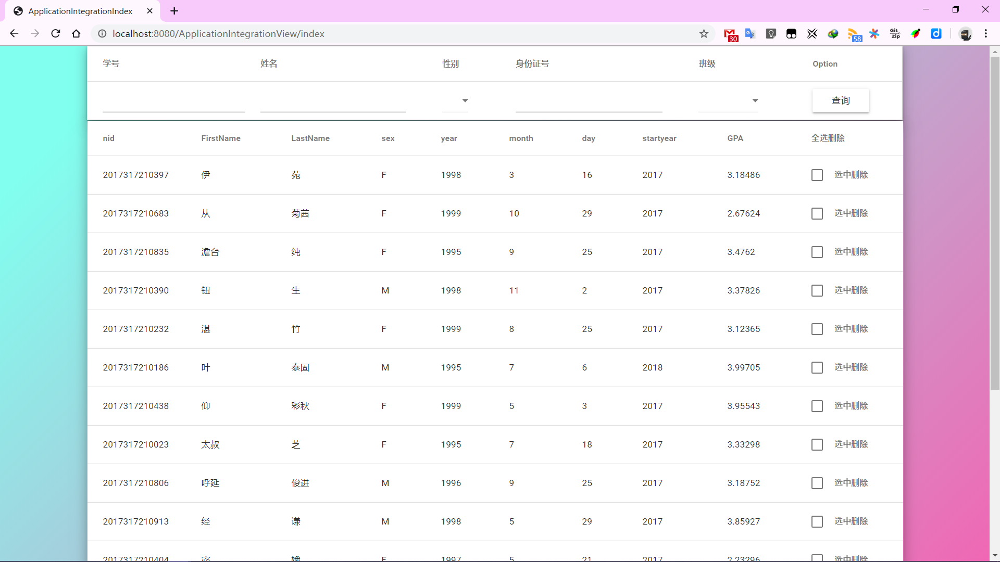 ApplicationIntegrationIndex
localhost:8080/ApplicationIntegrationView/index
30
58
Git Zip
学号 姓名 性别 身份证号 班级 Option
查询
nid FirstName LastName sex year month day startyear GPA 全选删除
2017317210397 伊 苑 F 1998 3 16 2017 3.18486 选中删除
2017317210683 从 菊茜 F 1999 10 29 2017 2.67624 选中删除
2017317210835 澹台 纯 F 1995 9 25 2017 3.4762 选中删除
2017317210390 钮 生 M 1998 11 2 2017 3.37826 选中删除
2017317210232 湛 竹 F 1999 8 25 2017 3.12365 选中删除
2017317210186 叶 泰固 M 1995 7 6 2018 3.99705 选中删除
2017317210438 仰 彩秋 F 1999 5 3 2017 3.95543 选中删除
2017317210023 太叔 芝 F 1995 7 18 2017 3.33298 选中删除
2017317210806 呼延 俊进 M 1996 9 25 2017 3.18752 选中删除
2017317210913 经 谦 M 1998 5 29 2017 3.85927 选中删除
2017317210404 娥 F 1997 5 21 2017 2.23296 选中删除